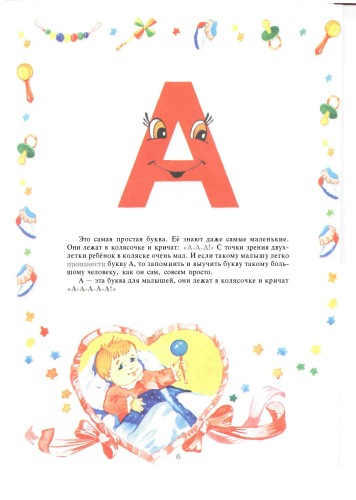 А
Это самая простая буква. Её знают даже самые маленькие.
Они лежат в колясочке и кричат: «А-А-А!» С точки зрения двух-
летки ребёнок в коляске очень мал. И если такому малышу легко
произнести букву А, то запомнить и выучить букву такому боль-
шому человеку, как он сам, совсем просто.
А — эта буква для малышей, они лежат в колясочке и кричат
«А-А-А-А-А!»
6